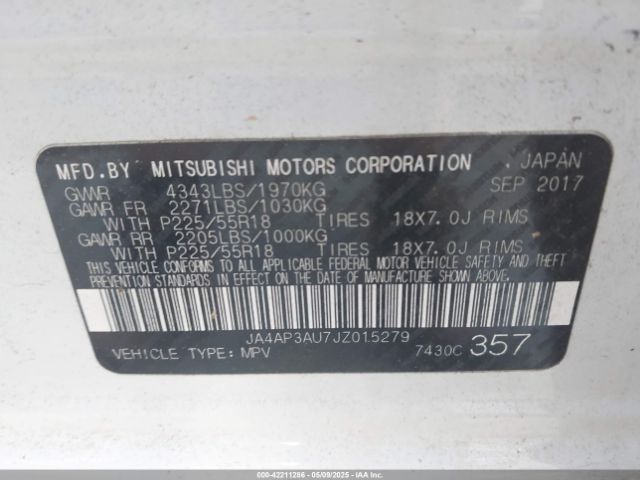 MFD.BY MITSUBISHI MOTORS CORPORATION. JAPAN
GVWR 4343LBS/1970KG SEP 2017
GAWR FR 2271LBS/1030KG
WITH P225/55R18 TIRES 18X7.0J RIMS
GAWR RR 2205LBS/1000KG
WITH P225/55R18 TIRES 18X7.0J RIMS
THIS VEHICLE CONFORMS TO ALL APPLICABLE FEDERAL MOTOR VEHICLE SAFETY AND THEFT
PREVENTION STANDARDS IN EFFECT ON THE DATE OF MANUFACTURE SHOWN ABOVE.
JA4AP3AU7JZ015279
VEHICLE TYPE: MPV 7430C 357
000-42211286 - 05/09/2025 - IAAI.COM